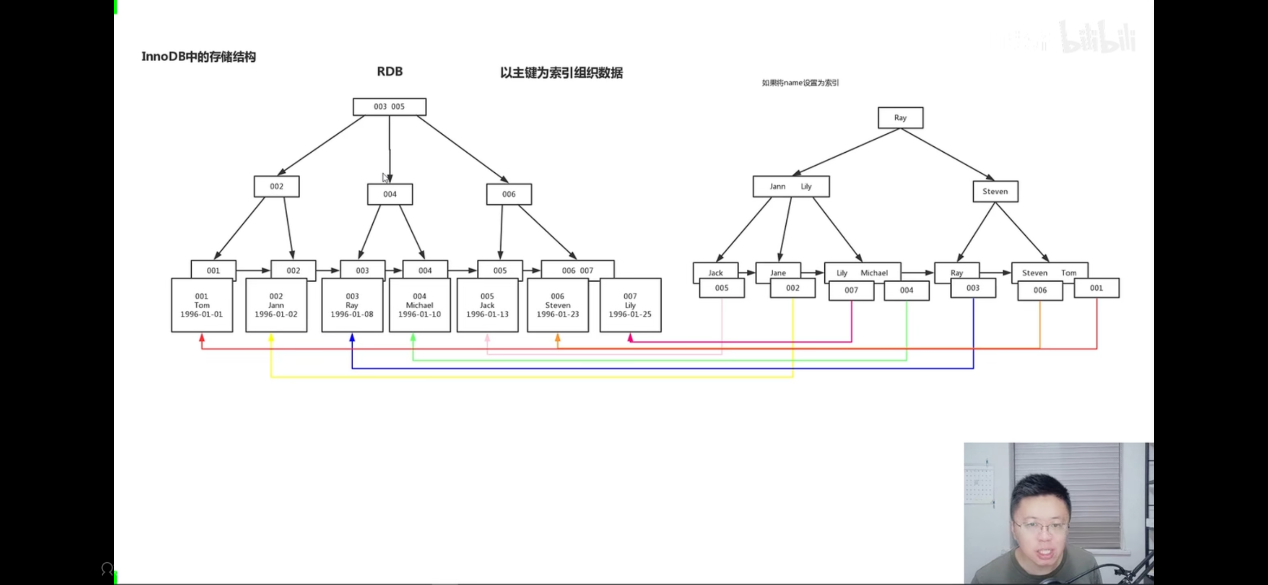 InnoDB中的存储结构
RDB
以主键为索引组织数据
如果将name设置为索引
bilibili
003 005
002
004
006
001
002
003
004
005
006 007
001
Tom
1996-01-01
002
Jann
1996-01-02
003
Ray
1996-01-08
004
Michael
1996-01-10
005
Jack
1996-01-13
006
Steven
1996-01-23
007
Lily
1996-01-25
Ray
Jann Lily
Steven
Jack
Jane
Lily Michael
Ray
Steven Tom
005
002
007
004
003
006
001